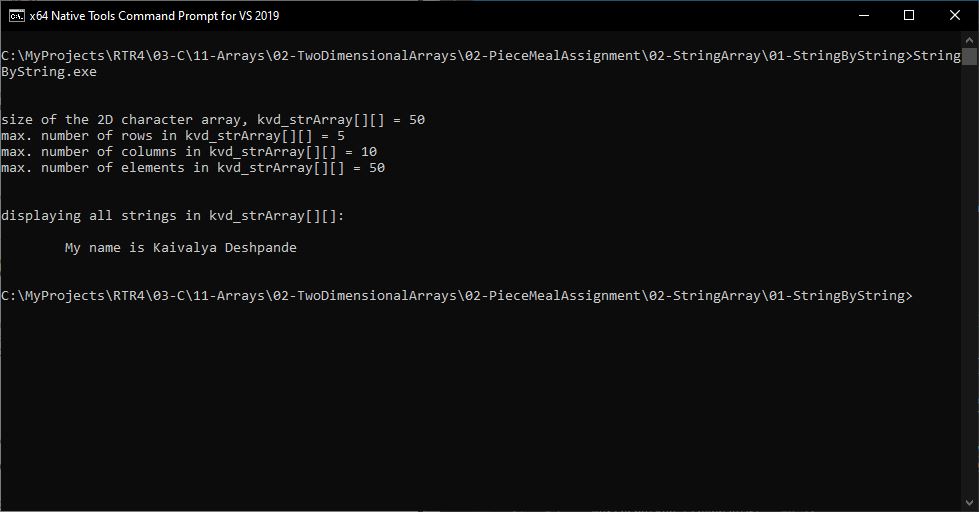 x64 Native Tools Command Prompt for VS 2019
C:\MyProjects\RTR4\03-C\11-Arrays\02-TwoDimensionalArrays\02-PieceMealAssignment\02-StringArray\01-StringByString>String
ByString.exe
size of the 2D character array, kvd_strArray[][] = 50
max. number of rows in kvd_strArray[][] = 5
max. number of columns in kvd_strArray[][] = 10
max. number of elements in kvd_strArray[][] = 50
displaying all strings in kvd_strArray[][]:
My name is Kaivalya Deshpande
C:\MyProjects\RTR4\03-C\11-Arrays\02-TwoDimensionalArrays\02-PieceMealAssignment\02-StringArray\01-StringByString>